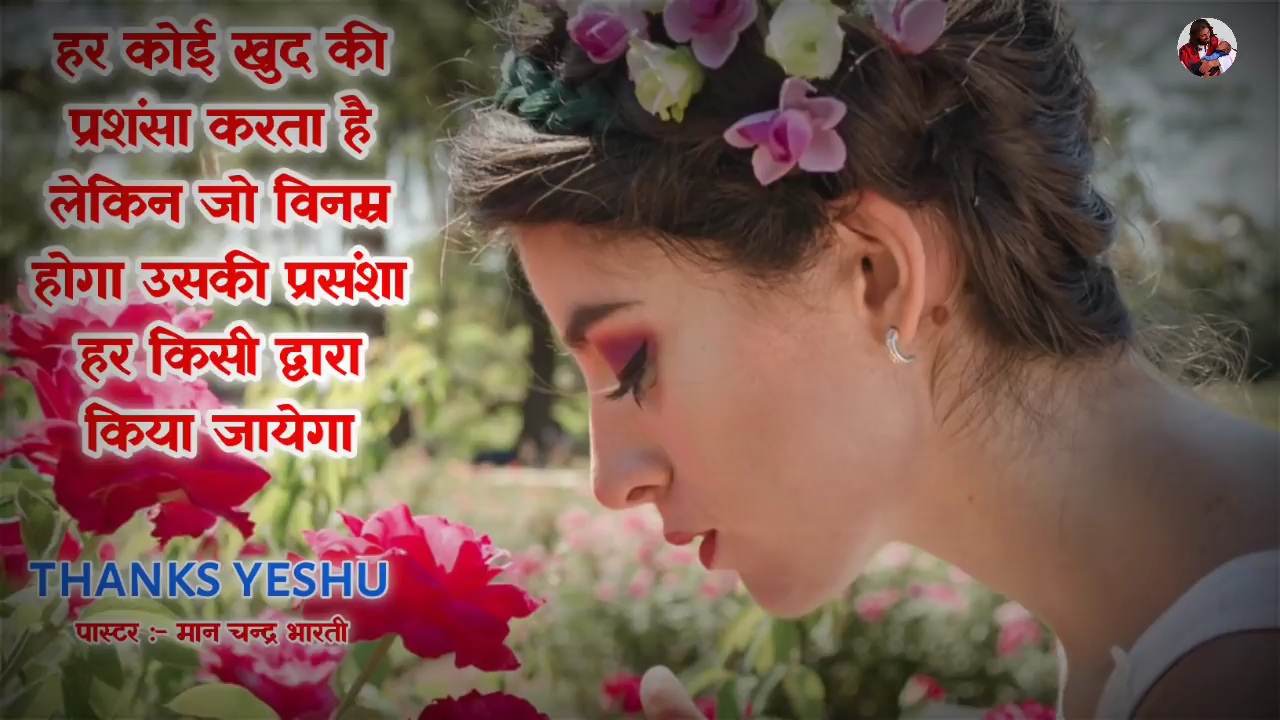 हर कोई खुद की
प्रशंसा करता है
लेकिन जो विनम्र
होगा उसकी प्रसंशा
हर किसी द्वारा
किया जायेगा
THANKS YESHU
पास्टर :- मान चन्द्र भारती